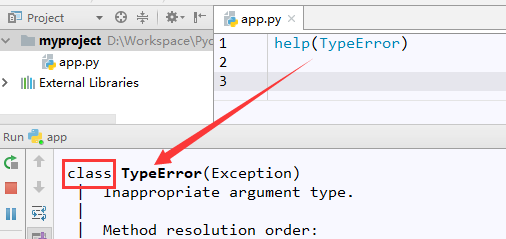 Project
app.py
myproject D:\Workspace\Pyc
app.py
External Libraries
1 help(TypeError)
2
3
Run app
class TypeError(Exception)
| Inappropriate argument type.
|
| Method resolution order: